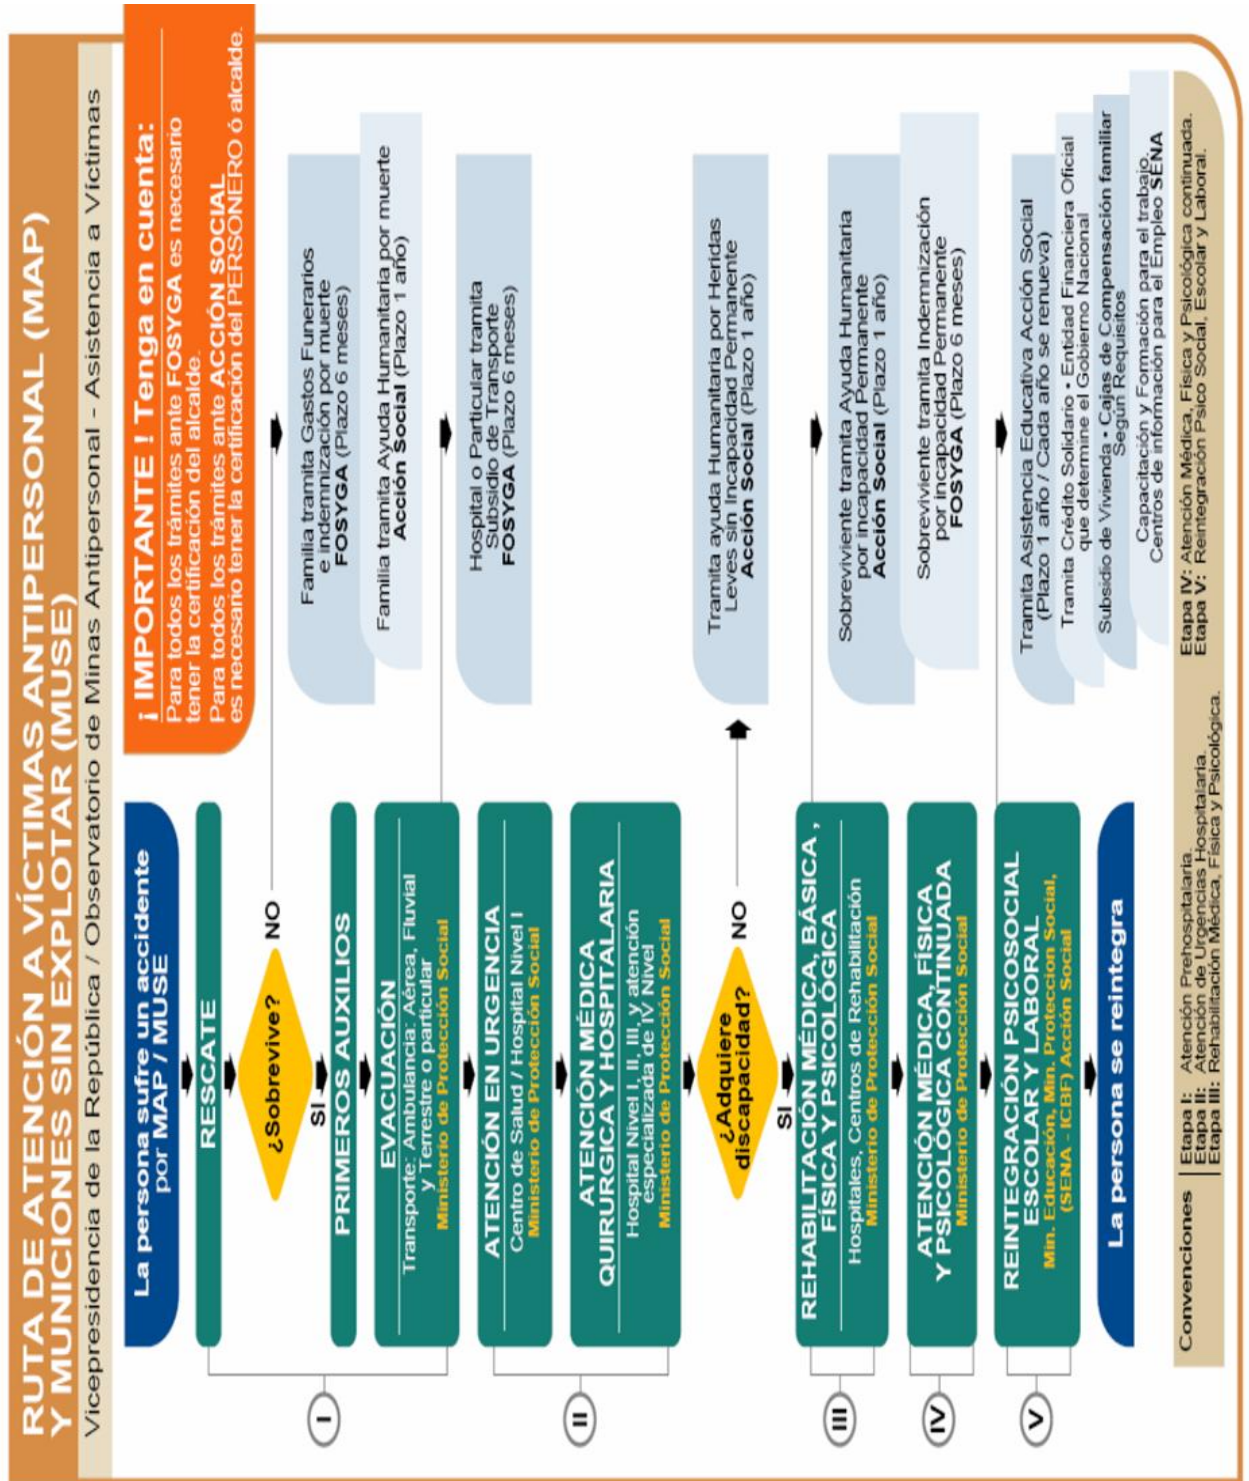 RUTA DE ATENCIÓN A VÍCTIMAS ANTIPERSONAL (MAP)
Y MUNICIONES SIN EXPLOTAR (MUSE)
Vicepresidencia de la República / Observatorio de Minas Antipersonal - Asistencia a Víctimas
¡ IMPORTANTE ! Tenga en cuenta:
Para todos los trámites ante FOSYGA es necesario
tener la certificación del alcalde.
Para todos los trámites ante ACCIÓN SOCIAL
es necesario tener la certificación del PERSONERO ó alcalde.
La persona sufre un accidente
por MAP / MUSE
I
RESCATE
¿Sobrevive?
NO
Familia tramita Gastos Funerarios
e indemnización por muerte
FOSYGA (Plazo 6 meses)
Familia tramita Ayuda Humanitaria por muerte
Acción Social (Plazo 1 año)
SI
PRIMEROS AUXILIOS
EVACUACIÓN
Transporte: Ambulancia: Aérea, Fluvial
y Terrestre o particular
Ministerio de Protección Social
Hospital o Particular tramita
Subsidio de Transporte
FOSYGA (Plazo 6 meses)
II
ATENCIÓN EN URGENCIA
Centro de Salud / Hospital Nivel I
Ministerio de Protección Social
ATENCIÓN MÉDICA
QUIRURGICA Y HOSPITALARIA
Hospital Nivel I, II, III, y atención
especializada de IV Nivel
Ministerio de Protección Social
¿Adquiere
discapacidad?
NO
Tramita ayuda Humanitaria por Heridas
Leves sin Incapacidad Permanente
Acción Social (Plazo 1 año)
SI
III
REHABILITACIÓN MÉDICA, BÁSICA ,
FÍSICA Y PSICOLÓGICA
Hospitales, Centros de Rehabilitación
Ministerio de Protección Social
Sobreviviente tramita Ayuda Humanitaria
por incapacidad Permanente
Acción Social (Plazo 1 año)
Sobreviviente tramita Indemnización
por incapacidad Permanente
FOSYGA (Plazo 6 meses)
IV
ATENCIÓN MÉDICA, FÍSICA
Y PSICOLÓGICA CONTINUADA
Ministerio de Protección Social
V
REINTEGRACIÓN PSICOSOCIAL
ESCOLAR Y LABORAL
Min. Educación, Min. Proteccion Social,
(SENA - ICBF) Acción Social
Tramita Asistencia Educativa Acción Social
(Plazo 1 año / Cada año se renueva)
Tramita Crédito Solidario • Entidad Financiera Oficial
que determine el Gobierno Nacional
Subsidio de Vivienda • Cajas de Compensación familiar
Según Requisitos
Capacitación y Formación para el trabajo.
Centros de información para el Empleo SENA
La persona se reintegra
Convenciones
Etapa I: Atención Prehospitalaria.
Etapa II: Atención de Urgencias Hospitalaria.
Etapa III: Rehabilitación Médica, Física y Psicológica.
Etapa IV: Atención Médica, Física y Psicológica continuada.
Etapa V: Reintegración Psico Social, Escolar y Laboral.